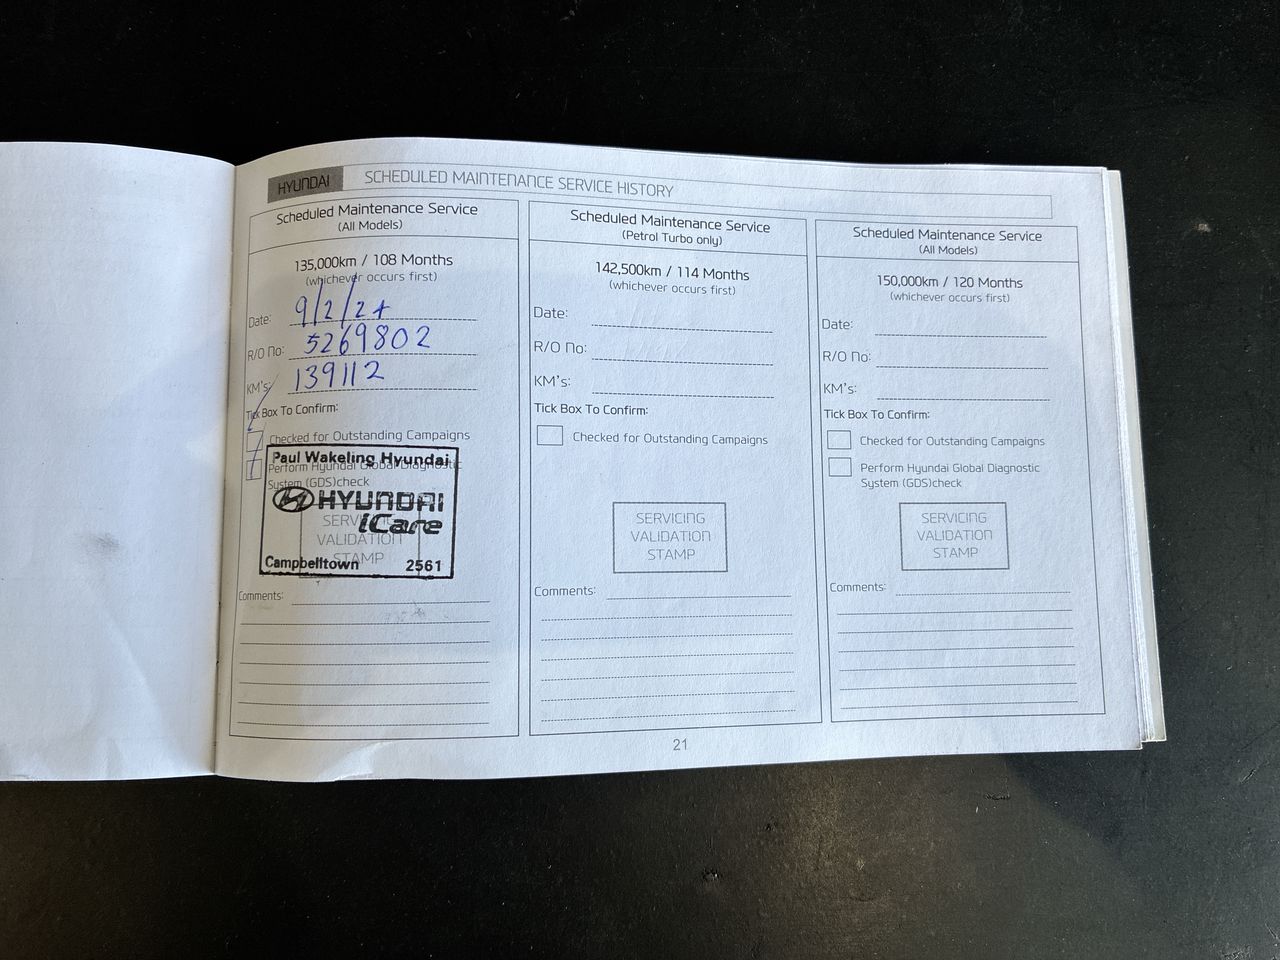 HYUNDAI SCHEDULED MAINTENANCE SERVICE HISTORY
Scheduled Maintenance Service
(All Models)
135,000km / 108 Months
(whichever occurs first)
Date: 9/2/24
R/O No: 5269802
KM's: 139112
Tick Box To Confirm:
Checked for Outstanding Campaigns
Perform Hyundai Global Diagnostic
System (GDS)check
Paul Wakeling Hyundai
HYUNDAI
iCare
Campbelltown 2561
SERVICING
VALIDATION
STAMP
Comments:
Scheduled Maintenance Service
(Petrol Turbo only)
142,500km / 114 Months
(whichever occurs first)
Date:
R/O No:
KM's:
Tick Box To Confirm:
Checked for Outstanding Campaigns
SERVICING
VALIDATION
STAMP
Comments:
Scheduled Maintenance Service
(All Models)
150,000km / 120 Months
(whichever occurs first)
Date:
R/O No:
KM's:
Tick Box To Confirm:
Checked for Outstanding Campaigns
Perform Hyundai Global Diagnostic
System (GDS)check
SERVICING
VALIDATION
STAMP
Comments:
21